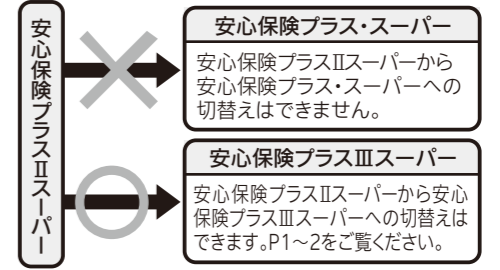 安心保険プラスⅡスーパー
安心保険プラス・スーパー
安心保険プラスⅡスーパーから
安心保険プラス・スーパーへの
切替えはできません。
安心保険プラスⅢスーパー
安心保険プラスⅡスーパーから安心
保険プラスⅢスーパーへの切替えは
できます。P1～2をご覧ください。